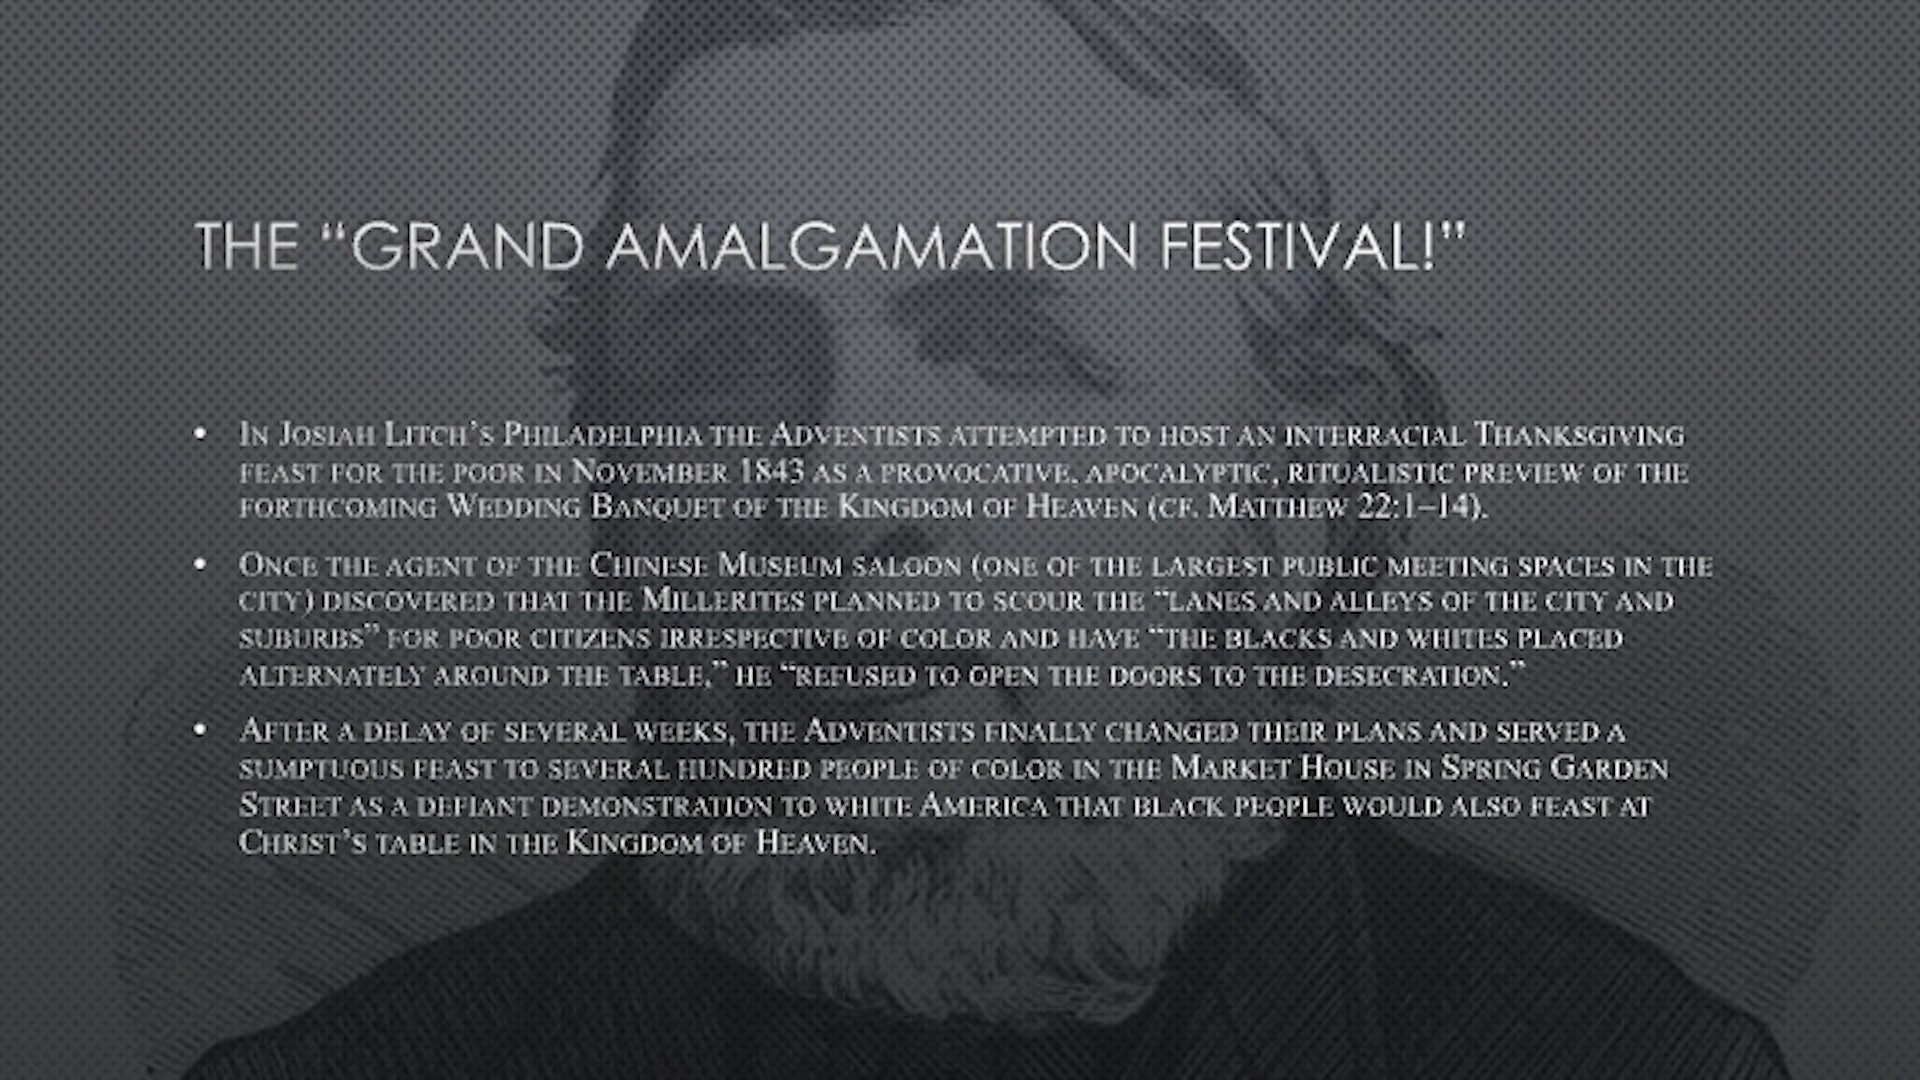 THE “GRAND AMALGAMATION FESTIVAL!”
• In Josiah Litch’s Philadelphia the Adventists attempted to host an interracial Thanksgiving
feast for the poor in November 1843 as a provocative, apocalyptic, ritualistic preview of the
forthcoming Wedding Banquet of the Kingdom of Heaven (cf. Matthew 22:1–14).
• Once the agent of the Chinese Museum saloon (one of the largest public meeting spaces in the
city) discovered that the Millerites planned to scour the “lanes and alleys of the city and
suburbs” for poor citizens irrespective of color and have “the blacks and whites placed
alternately around the table,” he “refused to open the doors to the desecration.”
• After a delay of several weeks, the Adventists finally changed their plans and served a
sumptuous feast to several hundred people of color in the Market House in Spring Garden
Street as a defiant demonstration to white America that black people would also feast at
Christ’s table in the Kingdom of Heaven.